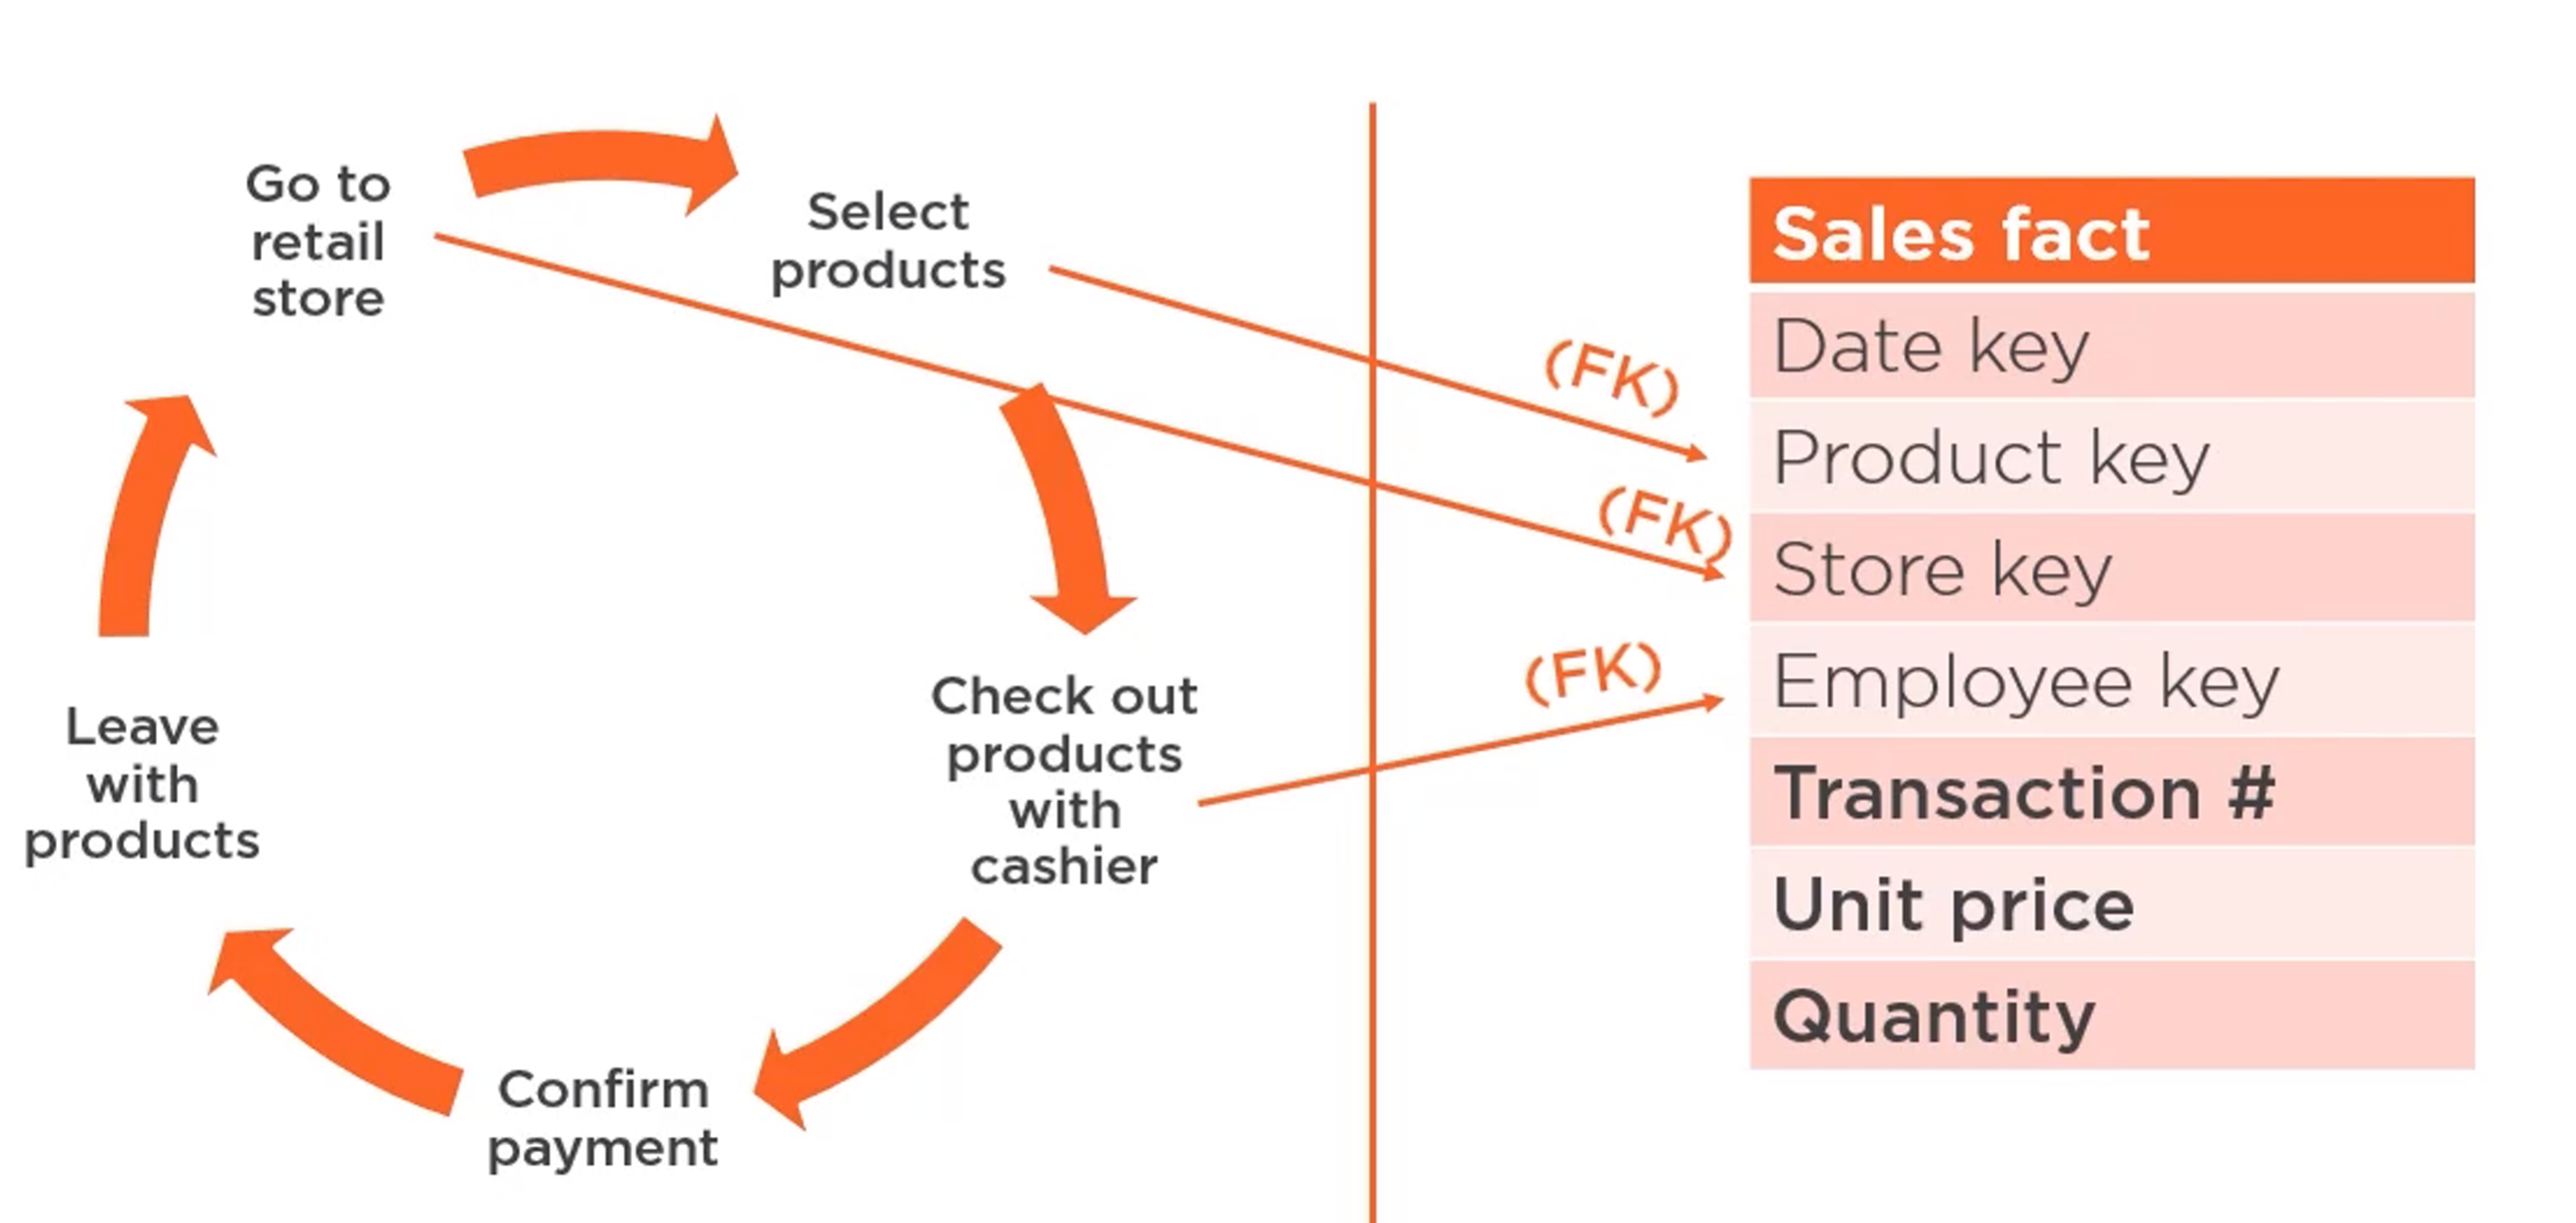 Go to
retail
store
Select
products
Check out
products
with
cashier
Confirm
payment
Leave
with
products
(FK)
(FK)
(FK)
Sales fact
Date key
Product key
Store key
Employee key
Transaction #
Unit price
Quantity